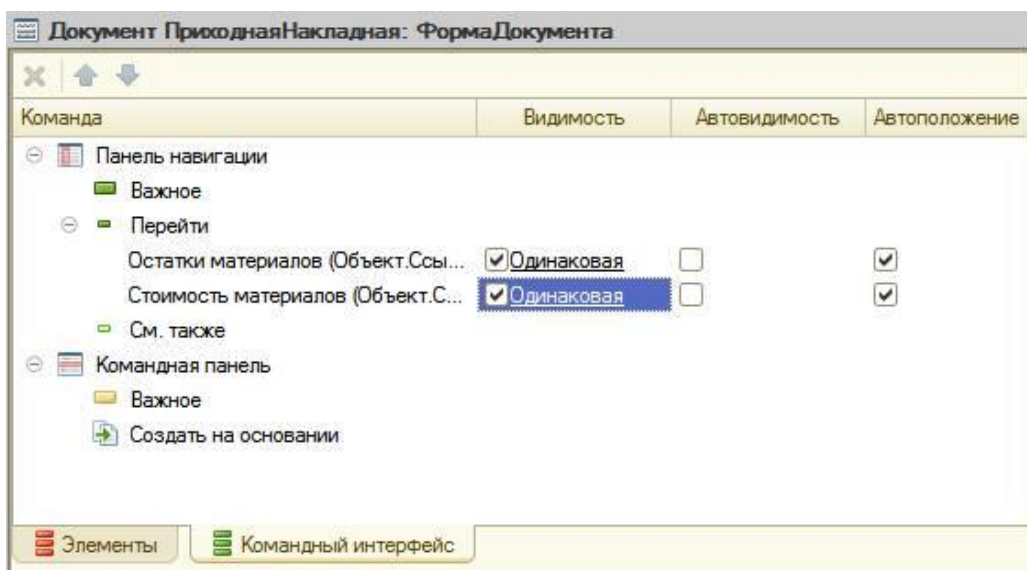 Документ ПриходнаяНакладная: ФормаДокумента
Команда Видимость Автовидимость Автоположение
Панель навигации
Важное
Перейти
Остатки материалов (Объект.Ссы... Одинаковая
Стоимость материалов (Объект.С... Одинаковая
См. также
Командная панель
Важное
Создать на основании
Элементы Командный интерфейс